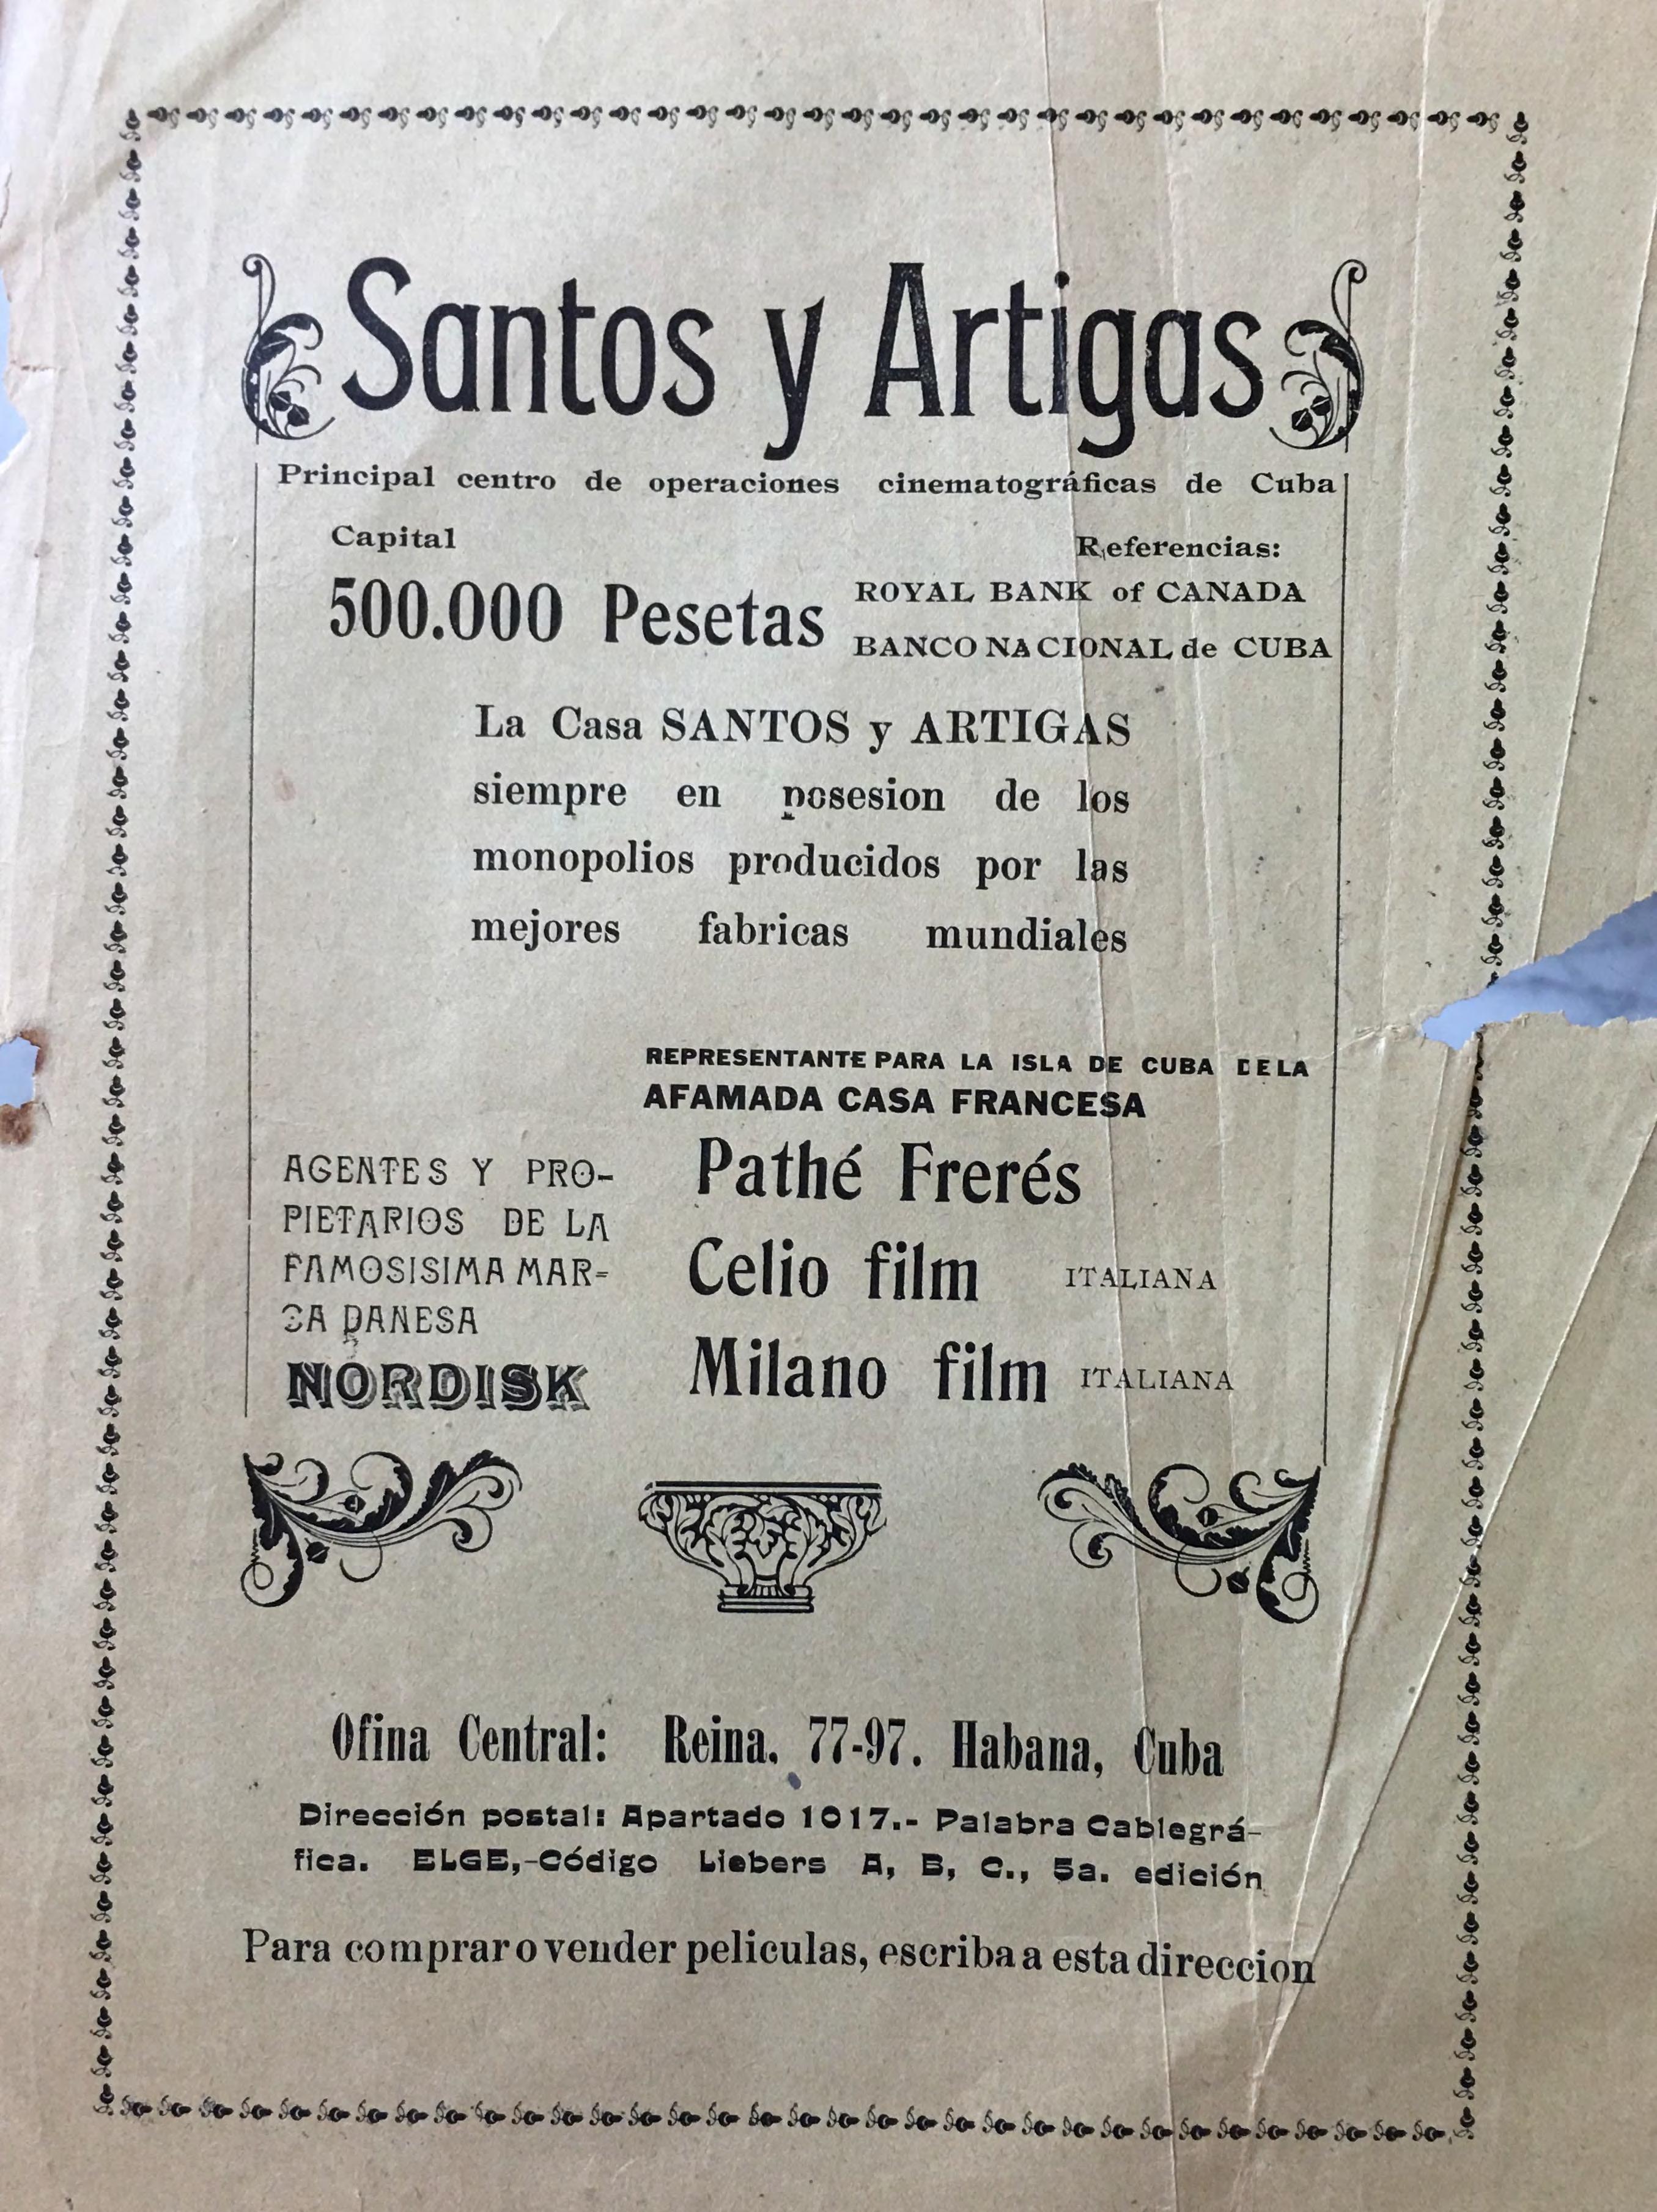 Santos y Artigas
Principal centro de operaciones cinematográficas de Cuba
Capital
500.000 Pesetas
Referencias:
ROYAL BANK of CANADA
BANCO NACIONAL de CUBA
La Casa SANTOS y ARTIGAS
siempre en posesion de los
monopolios producidos por las
mejores fabricas mundiales
REPRESENTANTE PARA LA ISLA DE CUBA DE LA
AFAMADA CASA FRANCESA
Pathé Frerés
Celio film ITALIANA
Milano film ITALIANA
AGENTES Y PRO-
PIETARIOS DE LA
FAMOSISIMA MAR-
CA DANESA
NORDISK
Ofina Central: Reina, 77-97. Habana, Cuba
Dirección postal: Apartado 1017.- Palabra Cablegrá-
fica. ELGE,-Código Liebers A, B, C., 5a. edición
Para comprar o vender peliculas, escriba a esta direccion